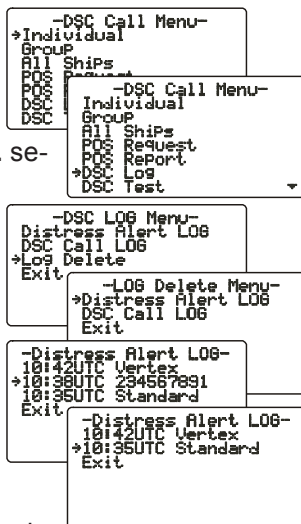 -DSC Call Menu-
→Individual
GrouP
All ShiPs
POS Request
POS
DSC
DSC
. se-
-DSC Call Menu-
Individual
GrouP
All ShiPs
POS Request
POS RePort
→DSC Log
DSC Test
-DSC LOG Menu-
Distress Alert LOG
DSC Call LOG
→Log Delete
Exit
-LOG Delete Menu-
→Distress Alert LOG
DSC Call LOG
Exit
-Distress Alert LOG-
10:42UTC Vertex
→10:38UTC 234567891
10:35UTC Standard
Exit
-Distress Alert LOG-
10:42UTC Vertex
→10:35UTC Standard
Exit